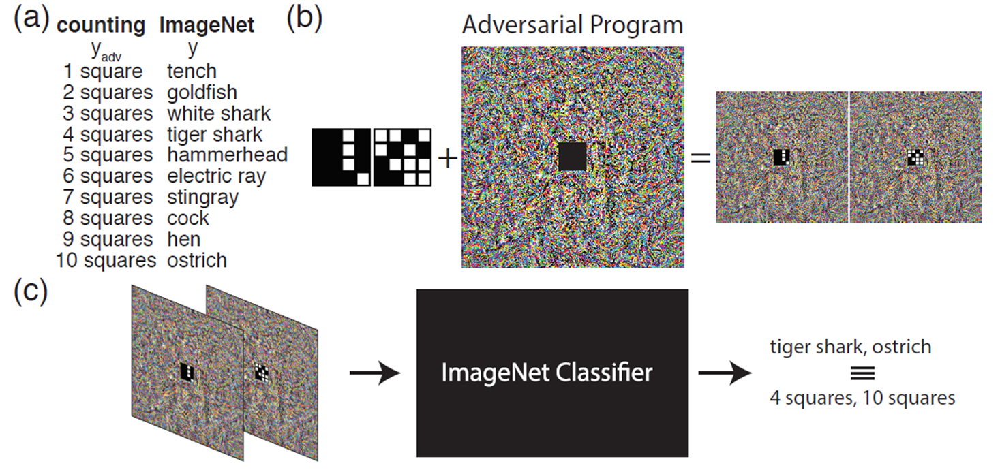 (a) counting ImageNet
y_adv y
1 square tench
2 squares goldfish
3 squares white shark
4 squares tiger shark
5 squares hammerhead
6 squares electric ray
7 squares stingray
8 squares cock
9 squares hen
10 squares ostrich
(b)
Adversarial Program
+ =
(c)
ImageNet Classifier
tiger shark, ostrich
≡
4 squares, 10 squares